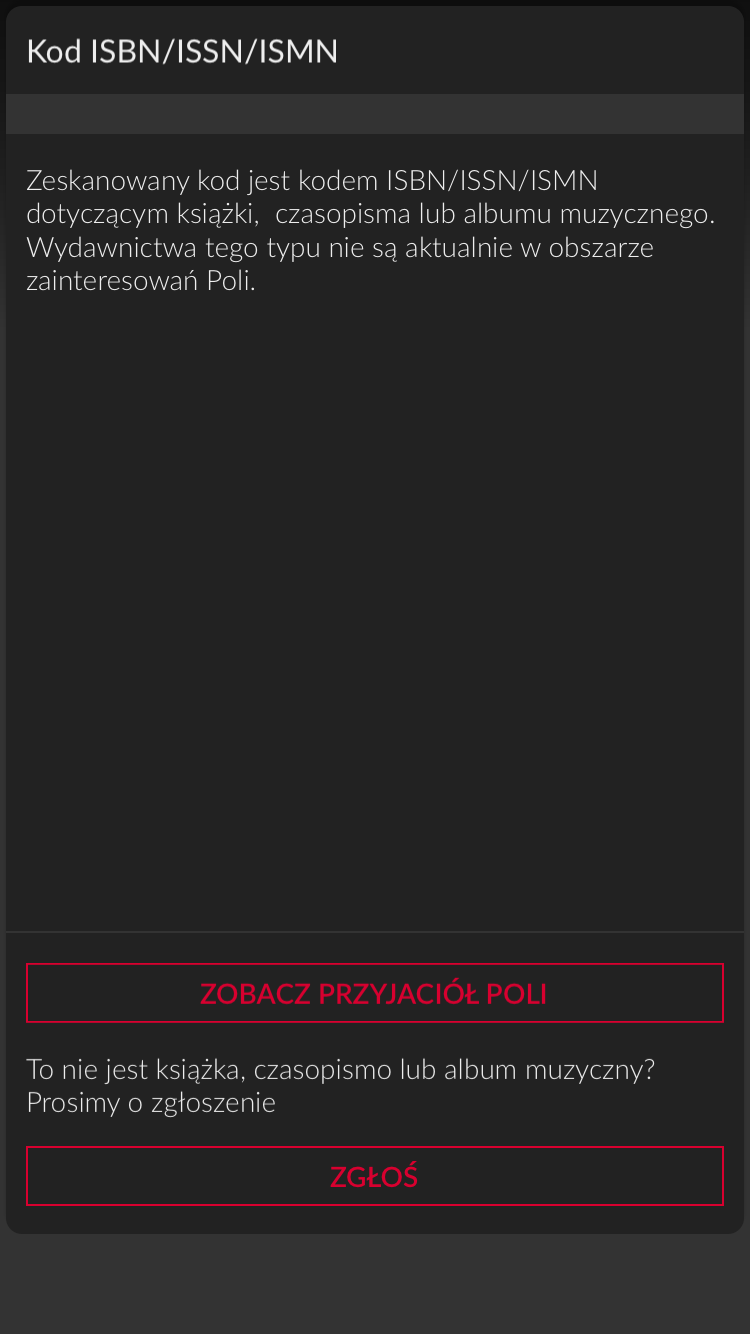 Kod ISBN/ISSN/ISMN
Zeskanowany kod jest kodem ISBN/ISSN/ISMN
dotyczącym książki,  czasopisma lub albumu muzycznego.
Wydawnictwa tego typu nie są aktualnie w obszarze
zainteresowań Poli.
ZOBACZ PRZYJACIÓŁ POLI
To nie jest książka, czasopismo lub album muzyczny?
Prosimy o zgłoszenie
ZGŁOŚ